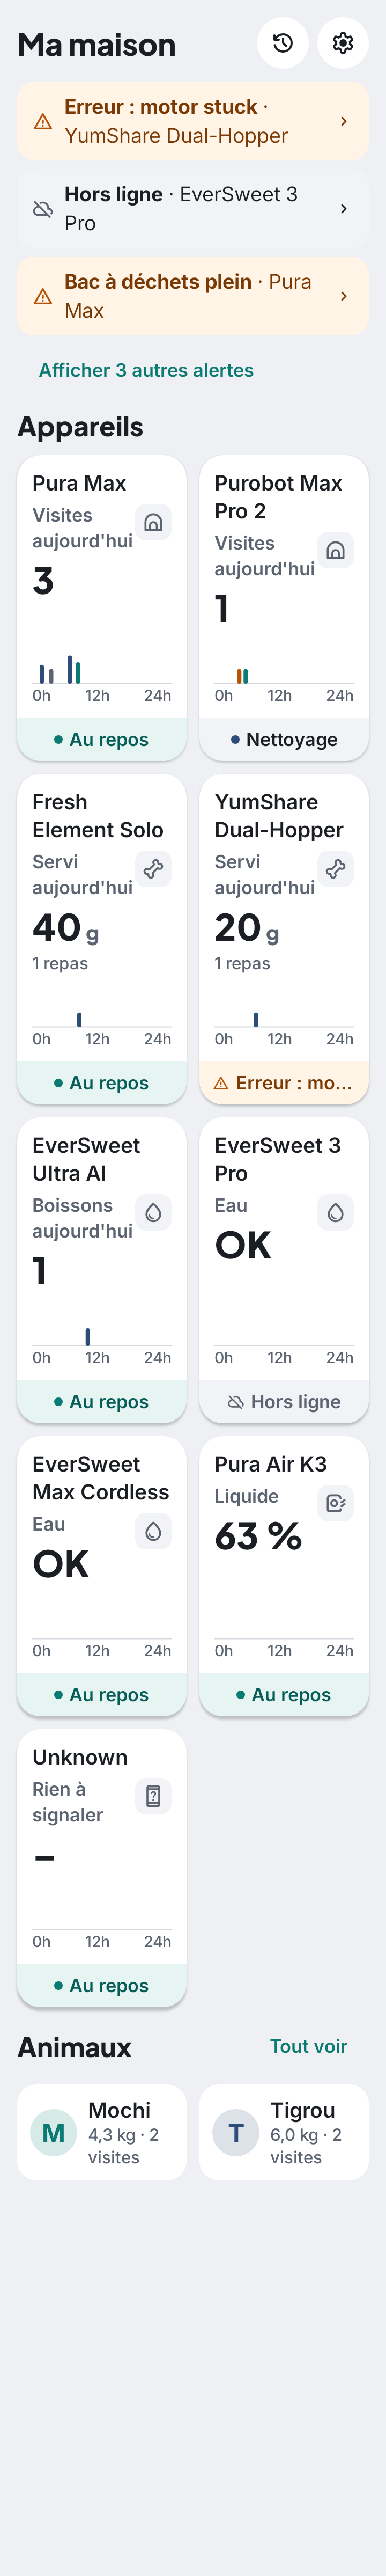 Ma maison
Erreur : motor stuck ·
YumShare Dual-Hopper
Hors ligne · EverSweet 3
Pro
Bac à déchets plein · Pura
Max
Afficher 3 autres alertes
Appareils
Pura Max
Visites
aujourd'hui
3
0h 12h 24h
Au repos
Purobot Max
Pro 2
Visites
aujourd'hui
1
0h 12h 24h
Nettoyage
Fresh
Element Solo
Servi
aujourd'hui
40 g
1 repas
0h 12h 24h
Au repos
YumShare
Dual-Hopper
Servi
aujourd'hui
20 g
1 repas
0h 12h 24h
Erreur : mo…
EverSweet
Ultra AI
Boissons
aujourd'hui
1
0h 12h 24h
Au repos
EverSweet 3
Pro
Eau
OK
0h 12h 24h
Hors ligne
EverSweet
Max Cordless
Eau
OK
0h 12h 24h
Au repos
Pura Air K3
Liquide
63 %
0h 12h 24h
Au repos
Unknown
Rien à
signaler
–
0h 12h 24h
Au repos
Animaux
Tout voir
M
Mochi
4,3 kg · 2
visites
T
Tigrou
6,0 kg · 2
visites